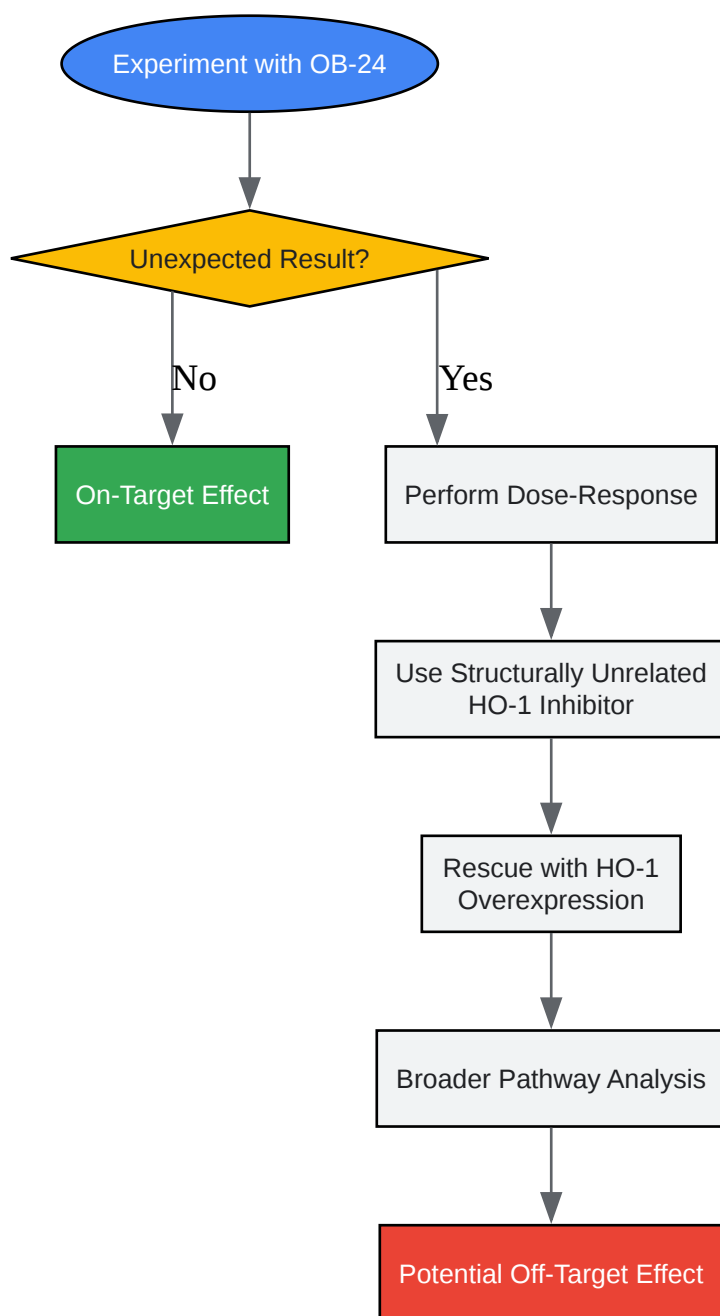 Experiment with OB-24
Unexpected Result?
No
Yes
On-Target Effect
Perform Dose-Response
Use Structurally Unrelated
HO-1 Inhibitor
Rescue with HO-1
Overexpression
Broader Pathway Analysis
Potential Off-Target Effect